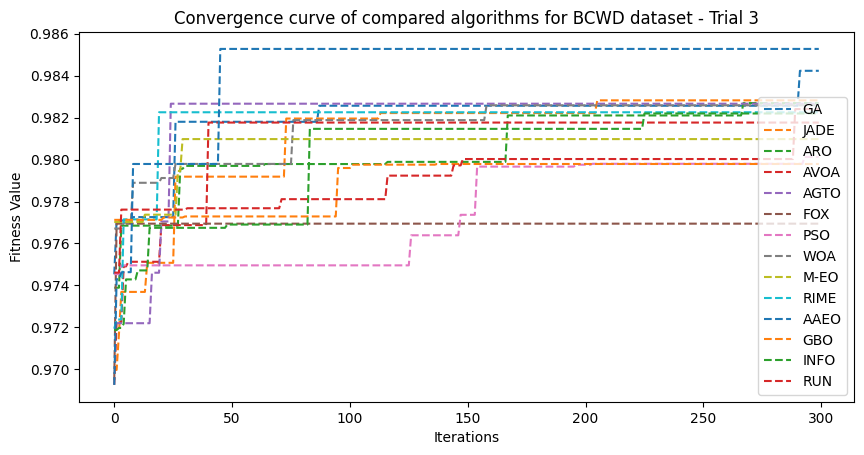 Convergence curve of compared algorithms for BCWD dataset - Trial 3
Fitness Value
0.986
0.984
0.982
0.980
0.978
0.976
0.974
0.972
0.970
GA
JADE
ARO
AVOA
AGTO
FOX
PSO
WOA
M-EO
RIME
AAEO
GBO
INFO
RUN
0
50
100
150
200
250
300
Iterations